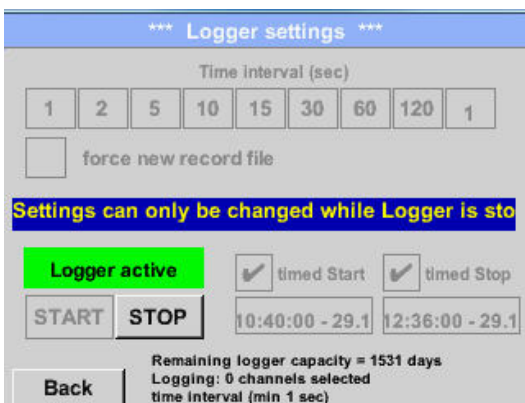 *** Logger settings ***
Time interval (sec)
1 2 5 10 15 30 60 120 1
force new record file
Settings can only be changed while Logger is sto
Logger active
timed Start timed Stop
START STOP 10:40:00 - 29.1 12:36:00 - 29.1
Remaining logger capacity = 1531 days
Logging: 0 channels selected
Back
time interval (min 1 sec)